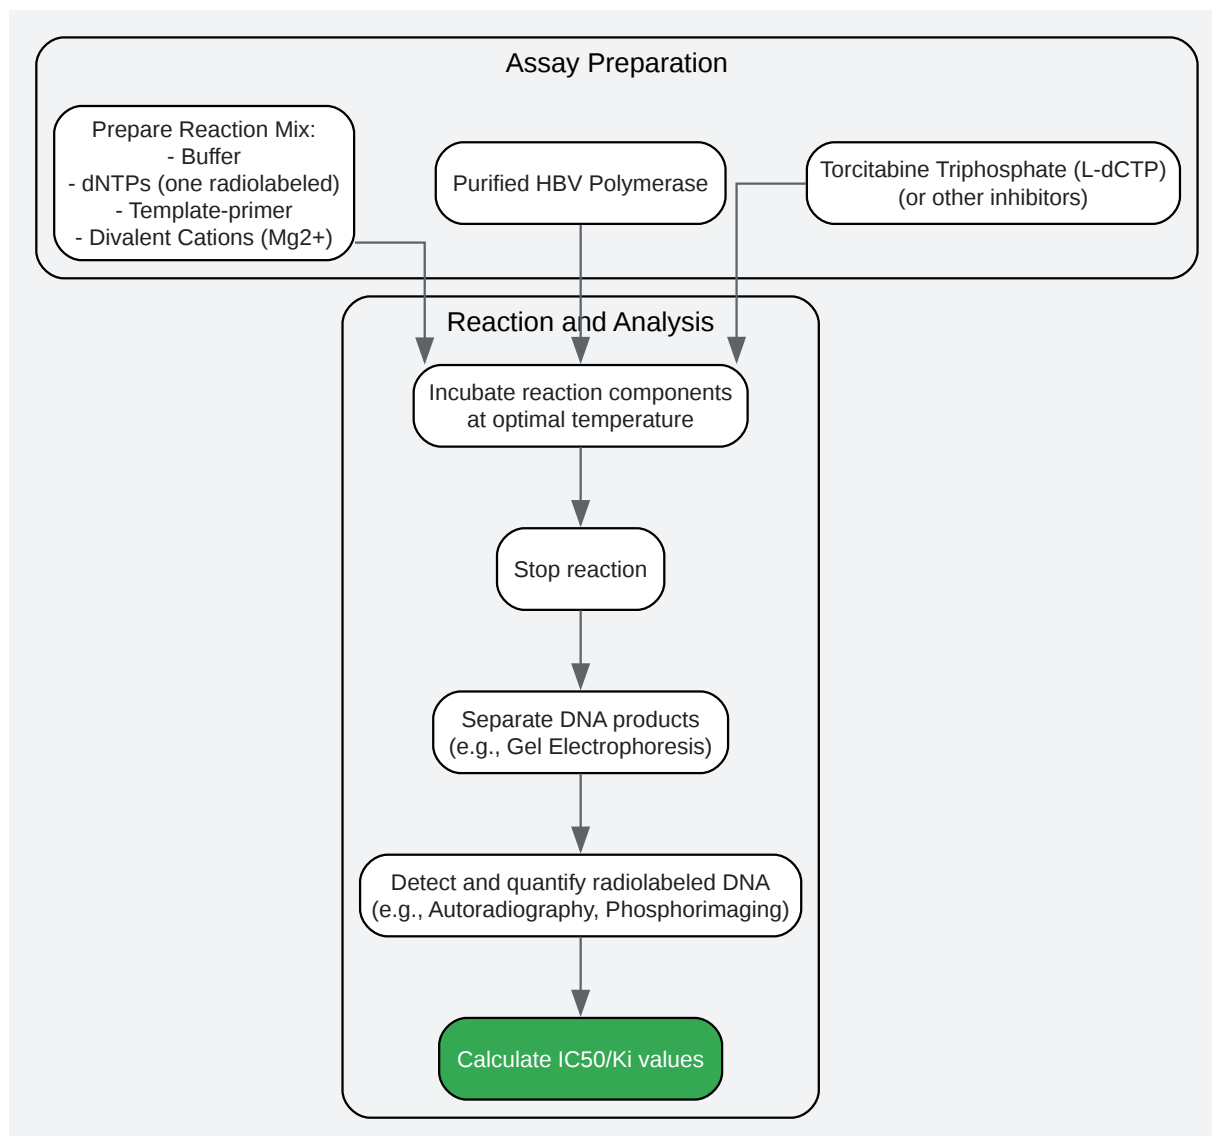 Assay Preparation
Prepare Reaction Mix:
- Buffer
- dNTPs (one radiolabeled)
- Template-primer
- Divalent Cations (Mg2+)
Purified HBV Polymerase
Torcitabine Triphosphate (L-dCTP)
(or other inhibitors)
Reaction and Analysis
Incubate reaction components
at optimal temperature
Stop reaction
Separate DNA products
(e.g., Gel Electrophoresis)
Detect and quantify radiolabeled DNA
(e.g., Autoradiography, Phosphorimaging)
Calculate IC50/Ki values